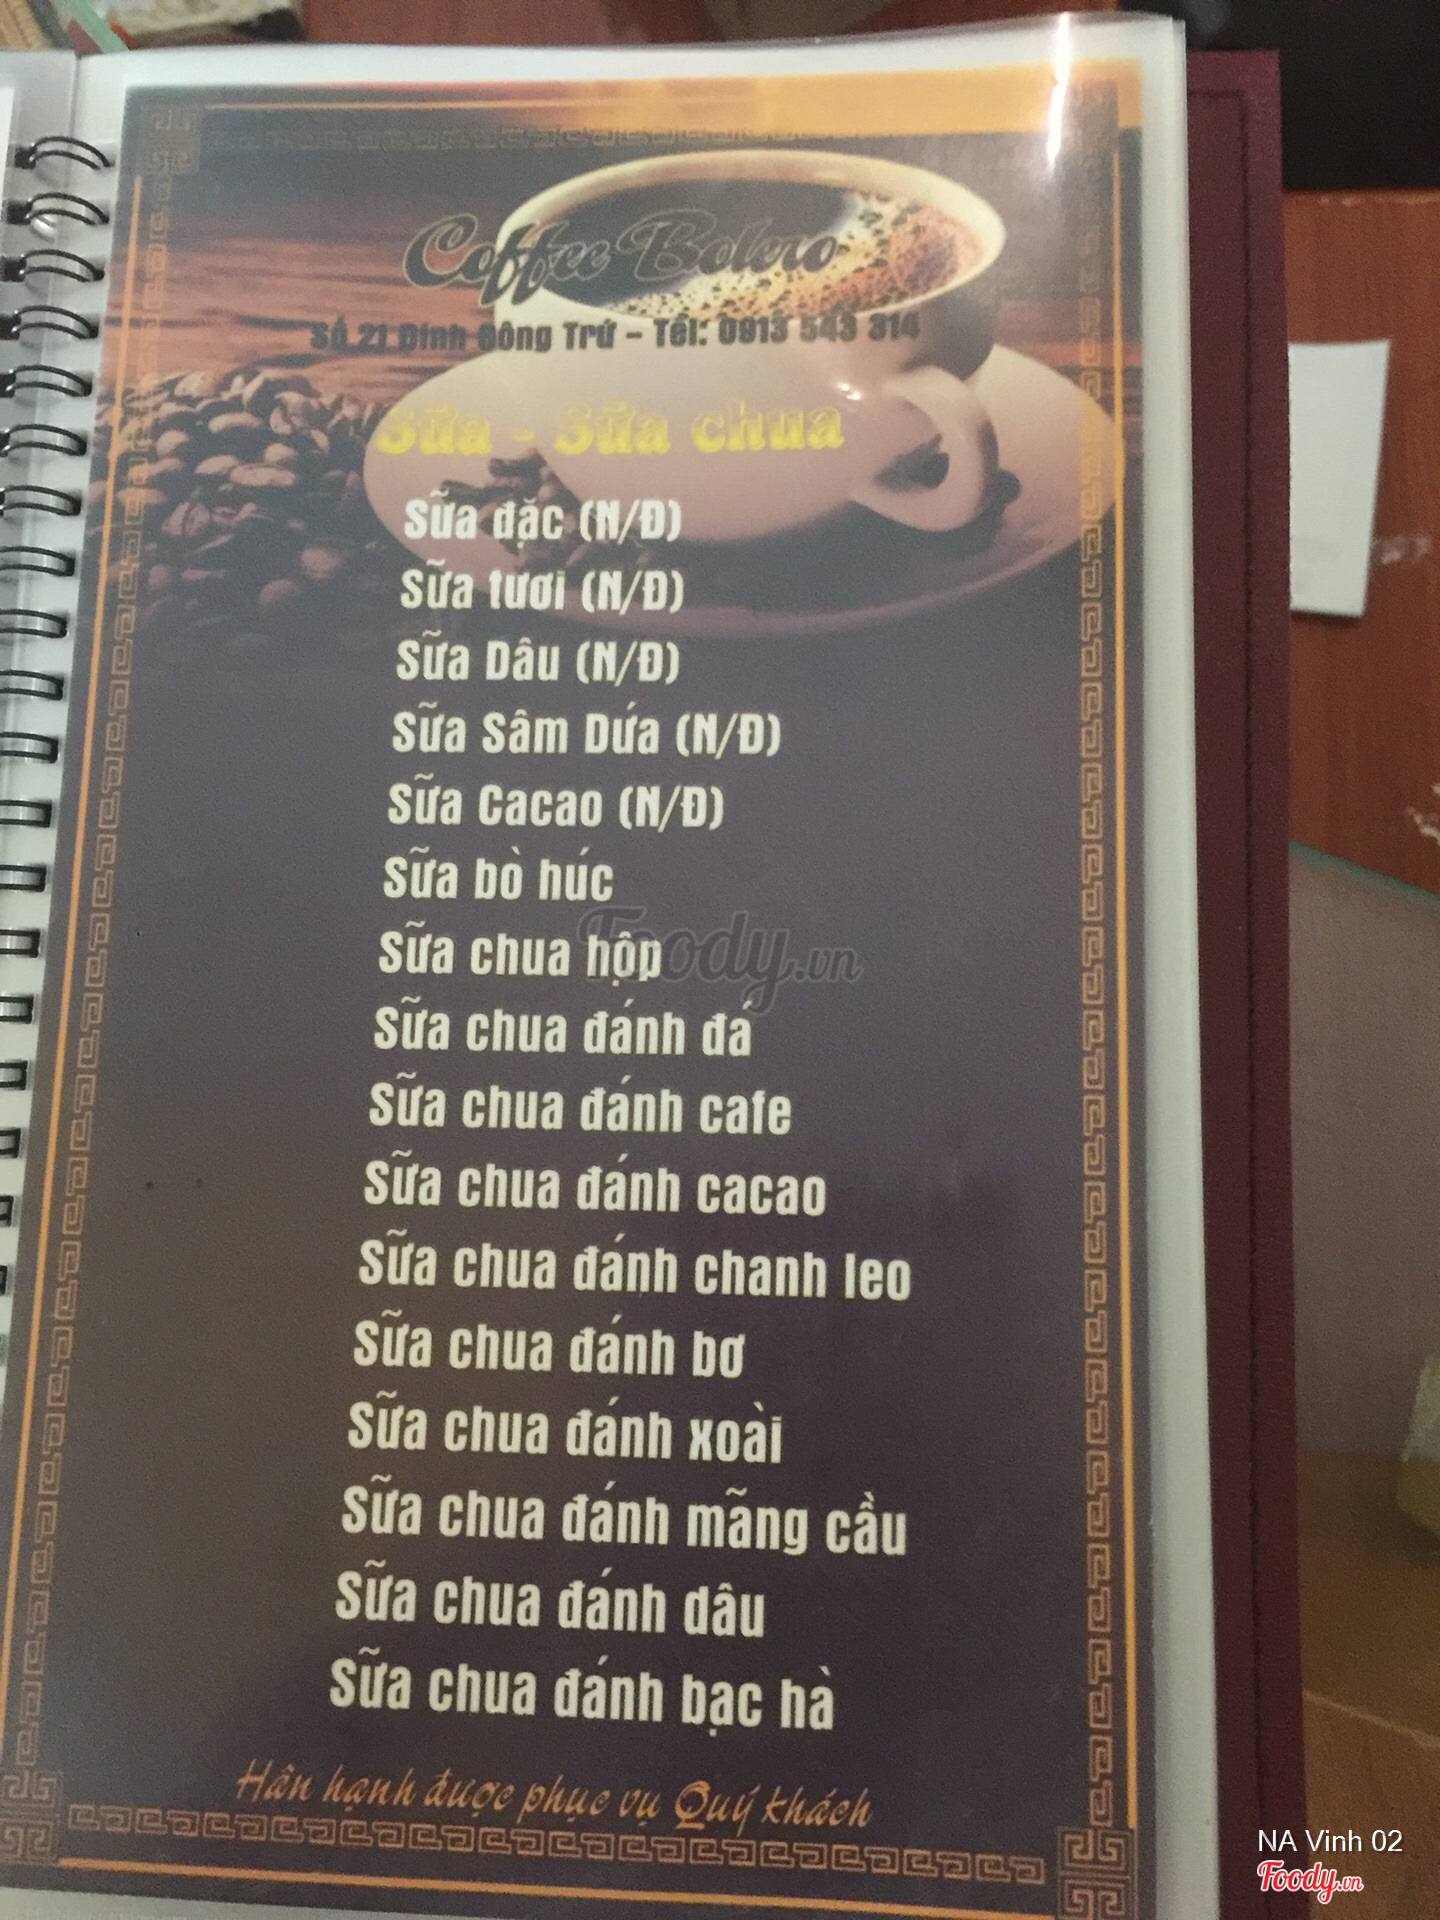 Coffee Bolero
Số 21 Đinh Công Trứ - Tel: 0913 543 314
Sữa - Sữa chua
Sữa đặc (N/Đ)
Sữa tươi (N/Đ)
Sữa Dâu (N/Đ)
Sữa Sâm Dứa (N/Đ)
Sữa Cacao (N/Đ)
Sữa bò húc
Sữa chua hộp
Foody.vn
Sữa chua đánh đá
Sữa chua đánh cafe
Sữa chua đánh cacao
Sữa chua đánh chanh leo
Sữa chua đánh bơ
Sữa chua đánh xoài
Sữa chua đánh mãng cầu
Sữa chua đánh dâu
Sữa chua đánh bạc hà
Hân hạnh được phục vụ Quý khách
NA Vinh 02
Foody.vn